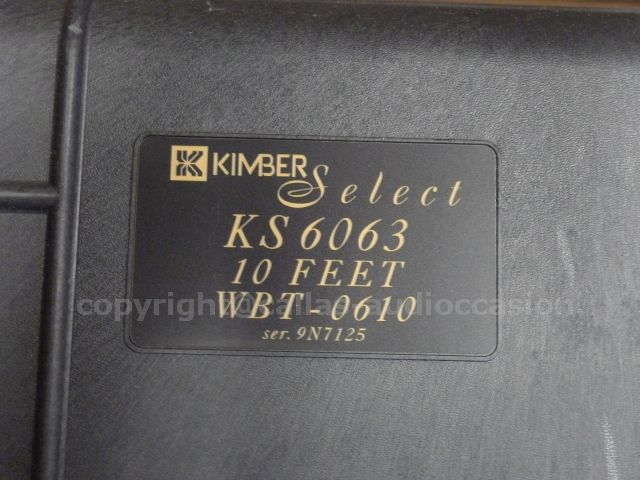 KIMBER Select
KS 6063
10 FEET
WBT-0610
ser. 9N7125